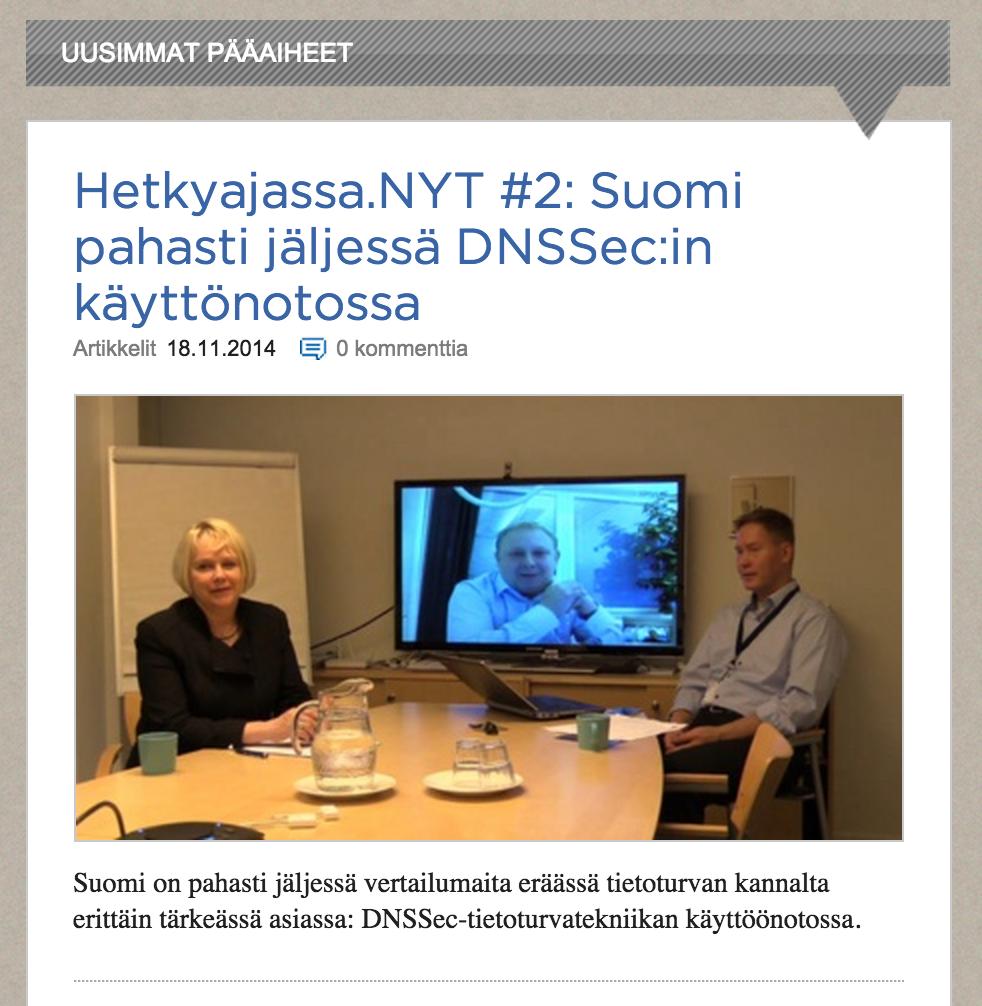 UUSIMMAT PÄÄAIHEET
Hetkyajassa.NYT #2: Suomi
pahasti jäljessä DNSSec:in
käyttönotossa
Artikkelit 18.11.2014 0 kommenttia
Suomi on pahasti jäljessä vertailumaita eräässä tietoturvan kannalta
erittäin tärkeässä asiassa: DNSSec-tietoturvatekniikan käyttöönotossa.